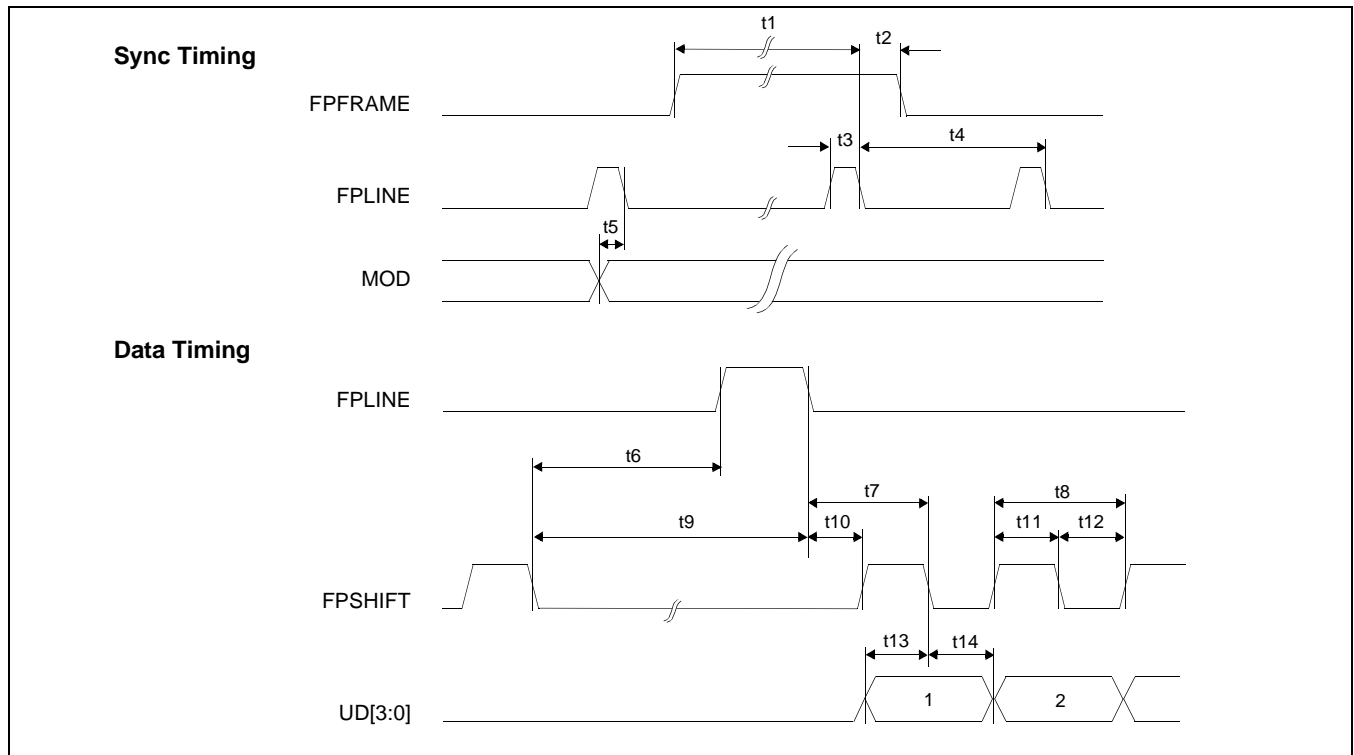 t1
Sync Timing
t2
FPFRAME
t3
t4
FPLINE
t5
MOD
Data Timing
FPLINE
t6
t7
t8
t9
t10
t11
t12
FPSHIFT
t13
t14
1
2
UD[3:0]